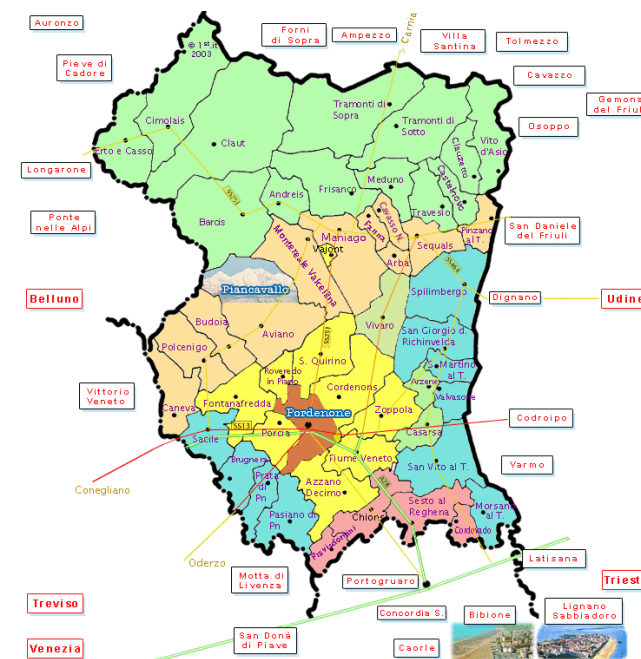 Auronzo
Forni
di Sopra
Ampezzo
Carnia
Villa
Santina
Tolmezzo
© 1st.it
2003
Pieve di
Cadore
Cavazzo
Gemona
del Friul
Osoppo
Tramonti di
Sopra
Tramonti di
Sotto
Cimolais
Claut
Erto e Casso
Clauzetto
Vito
d'Asio
Longarone
SS251
Andreis
Frisanco
Meduno
Castelnovo
Barcis
Travesio
Ponte
nelle Alpi
Montereale Valcellina
Maniago
Fanna
Cavasso N.
Sequals
Pinzano
al T.
San Daniele
del Friuli
Vajont
Arba
SS464
Piancavallo
Spilimbergo
Belluno
Dignano
Udine
Budoia
Aviano
Vivaro
San Giorgio d.
Richinvelda
Polcenigo
SS251
S. Quirino
S. Martino
al T.
Roveredo
in Piano
Cordenons
Arzene
Valvasone
Vittorio
Veneto
Caneva
Fontanafredda
Pordenone
Zoppola
Codroipo
Sacile
SS13
Porcia
Casarsa
Brugnera
Fiume Veneto
San Vito al T.
Varmo
Conegliano
Prata
di
Pn
Azzano
Decimo
A28
Pasiano di
Pn
Chions
Sesto al
Reghena
Morsano
al T.
Cordovado
Pravisdomini
Oderzo
Latisana
Motta di
Livenza
Portogruaro
Triest
Treviso
Concordia S.
Bibione
Lignano
Sabbiadoro
San Donà
di Piave
Caorle
Venezia